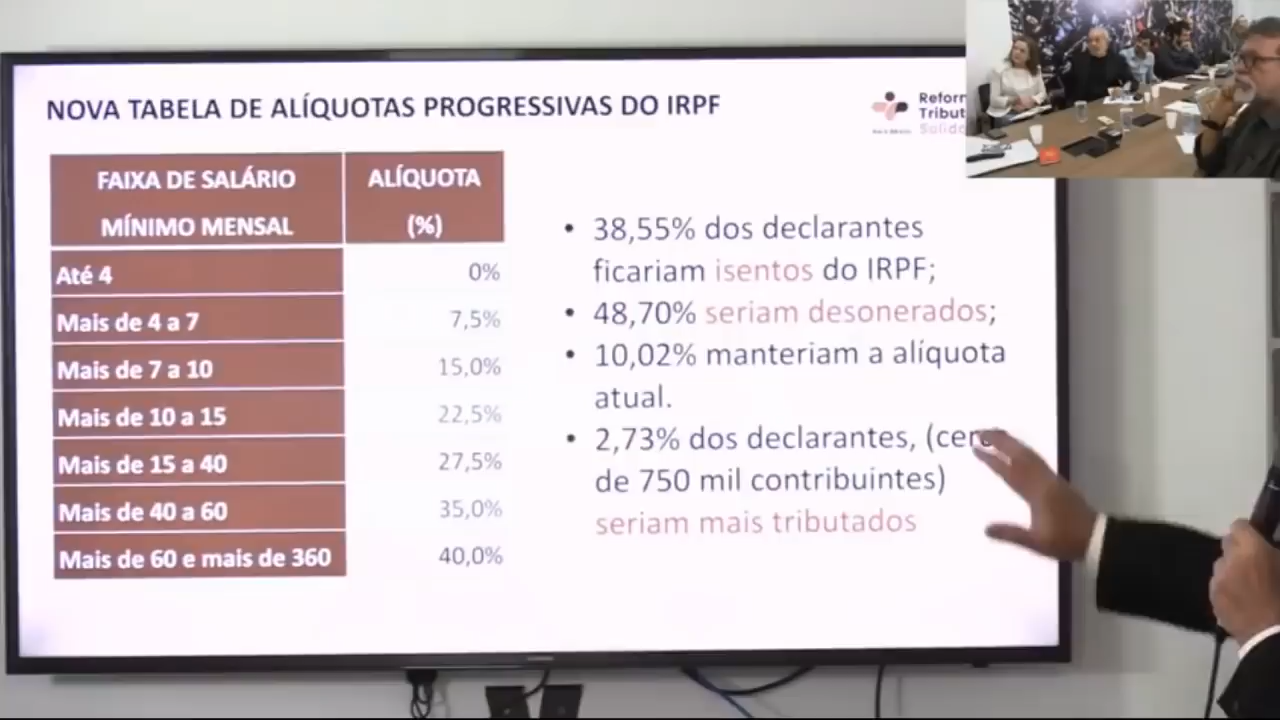 NOVA TABELA DE ALÍQUOTAS PROGRESSIVAS DO IRPF
FAIXA DE SALÁRIO
MÍNIMO MENSAL
ALÍQUOTA
(%)
Até 4
0%
Mais de 4 a 7
7,5%
Mais de 7 a 10
15,0%
Mais de 10 a 15
22,5%
Mais de 15 a 40
27,5%
Mais de 40 a 60
35,0%
Mais de 60 e mais de 360
40,0%
• 38,55% dos declarantes
ficariam isentos do IRPF;
• 48,70% seriam desonerados;
• 10,02% manteriam a alíquota
atual.
• 2,73% dos declarantes,
de 750 mil contribuintes)
seriam mais tributados